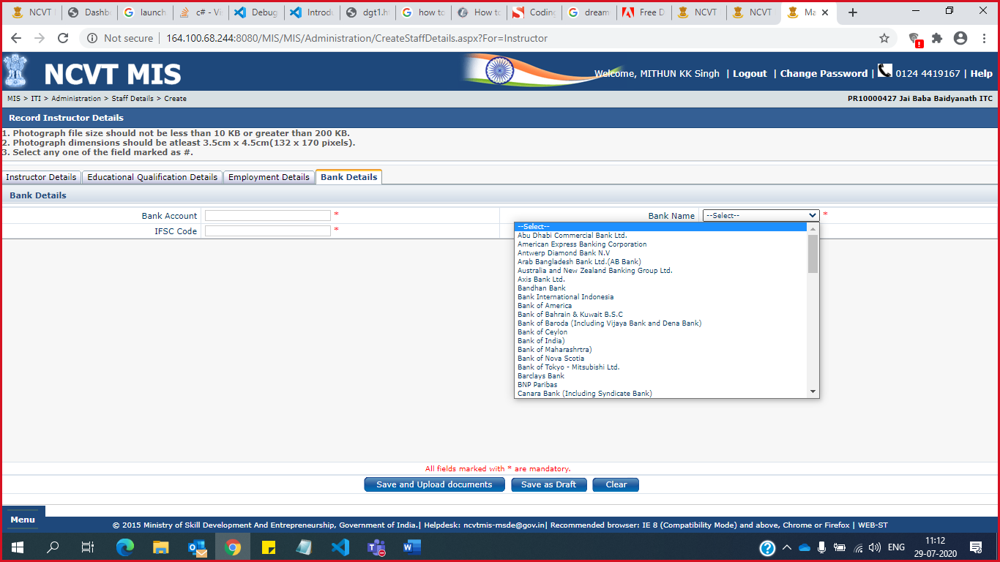 NCVT
Dashb
launch
c# - Vi
Debug
Introdu
dgt1.h
how to
How to
Coding
dream
Free D
NCVT
NCVT
Ma
Not secure 164.100.68.244:8080/MIS/MIS/Administration/CreateStaffDetails.aspx?For=Instructor
NCVT MIS
Welcome, MITHUN KK Singh | Logout | Change Password | 0124 4419167 | Help
MIS > ITI > Administration > Staff Details > Create
PR10000427 Jai Baba Baidyanath ITC
Record Instructor Details
1. Photograph file size should not be less than 10 KB or greater than 200 KB.
2. Photograph dimensions should be atleast 3.5cm x 4.5cm(132 x 170 pixels).
3. Select any one of the field marked as #.
Instructor Details
Educational Qualification Details
Employment Details
Bank Details
Bank Details
Bank Account *
Bank Name --Select-- *
IFSC Code *
--Select--
Abu Dhabi Commercial Bank Ltd.
American Express Banking Corporation
Antwerp Diamond Bank N.V
Arab Bangladesh Bank Ltd.(AB Bank)
Australia and New Zealand Banking Group Ltd.
Axis Bank Ltd.
Bandhan Bank
Bank International Indonesia
Bank of America
Bank of Bahrain & Kuwait B.S.C
Bank of Baroda (Including Vijaya Bank and Dena Bank)
Bank of Ceylon
Bank of India)
Bank of Maharashrtra)
Bank of Nova Scotia
Bank of Tokyo - Mitsubishi Ltd.
Barclays Bank
BNP Paribas
Canara Bank (Including Syndicate Bank)
All fields marked with * are mandatory.
Save and Upload documents
Save as Draft
Clear
Menu
© 2015 Ministry of Skill Development And Entrepreneurship, Government of India.| Helpdesk: ncvtmis-msde@gov.in| Recommended browser: IE 8 (Compatibility Mode) and above, Chrome or Firefox | WEB-ST
ENG
11:12
29-07-2020